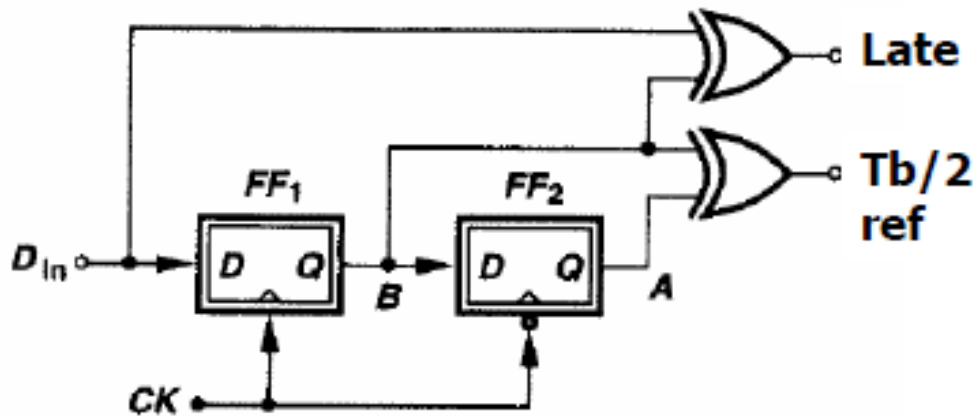 Late
Tb/2
ref
FF1
FF2
Din
D Q
B
D Q
A
CK